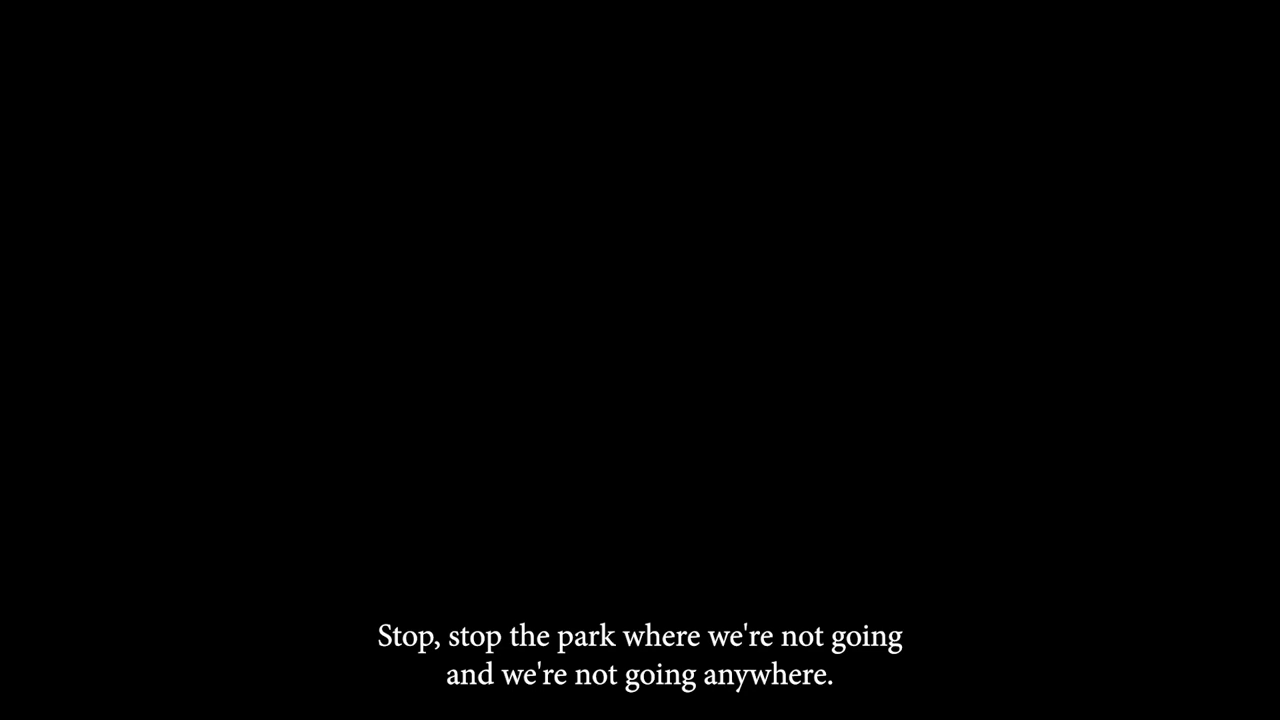 Stop, stop the park where we're not going
and we're not going anywhere.